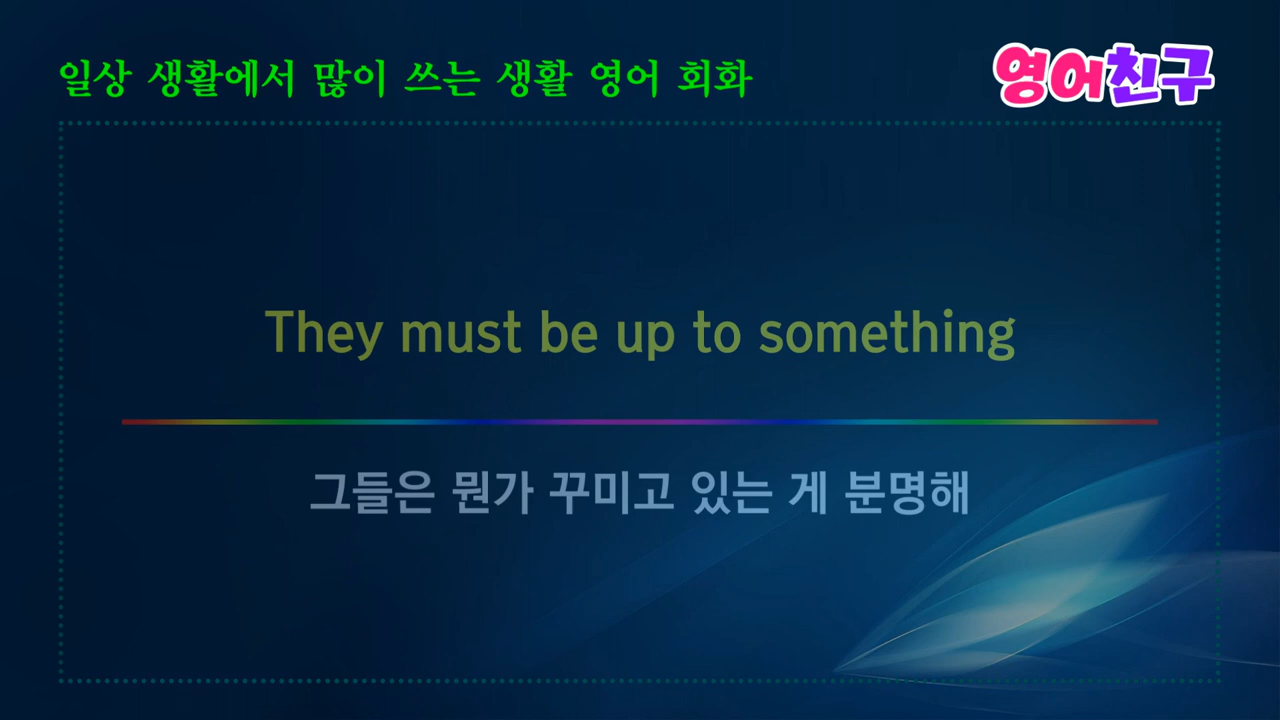 일상 생활에서 많이 쓰는 생활 영어 회화
영어친구
They must be up to something
그들은 뭔가 꾸미고 있는 게 분명해